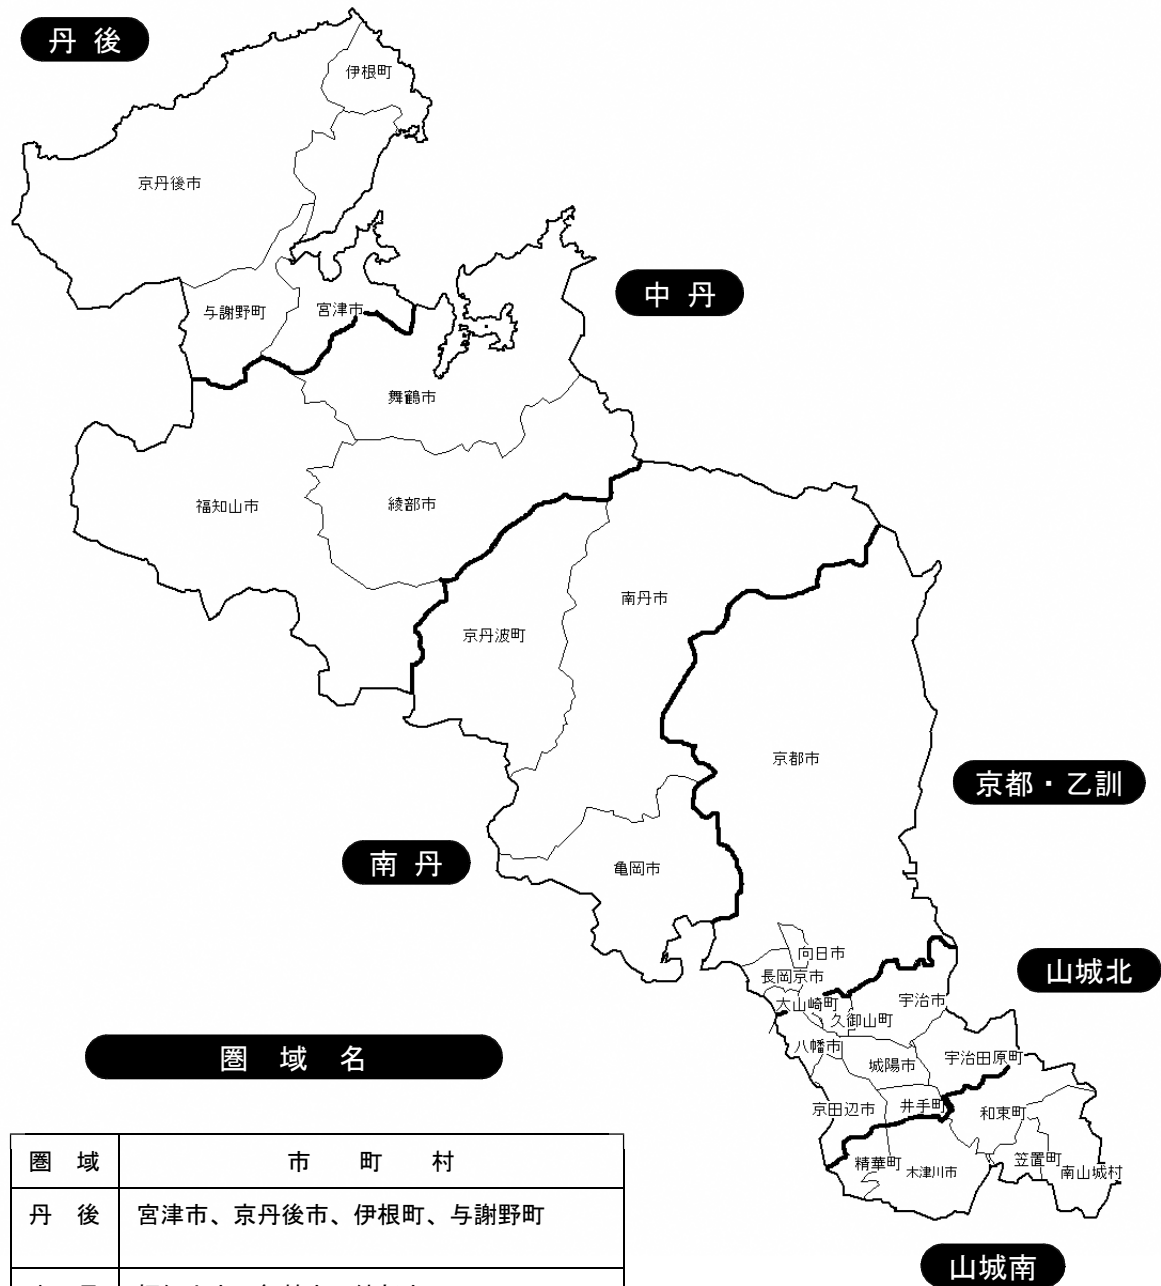 丹後
伊根町
京丹後市
中丹
与謝野町
宮津市
舞鶴市
福知山市
綾部市
南丹市
京丹波町
京都市
京都・乙訓
南丹
亀岡市
向日市
山城北
長岡京市
大山崎町
宇治市
久御山町
圏域名
八幡市
宇治田原町
城陽市
京田辺市
井手町
和束町
精華町
木津川市
笠置町
南山城村
圏域 市町村
丹後 宮津市、京丹後市、伊根町、与謝野町
山城南